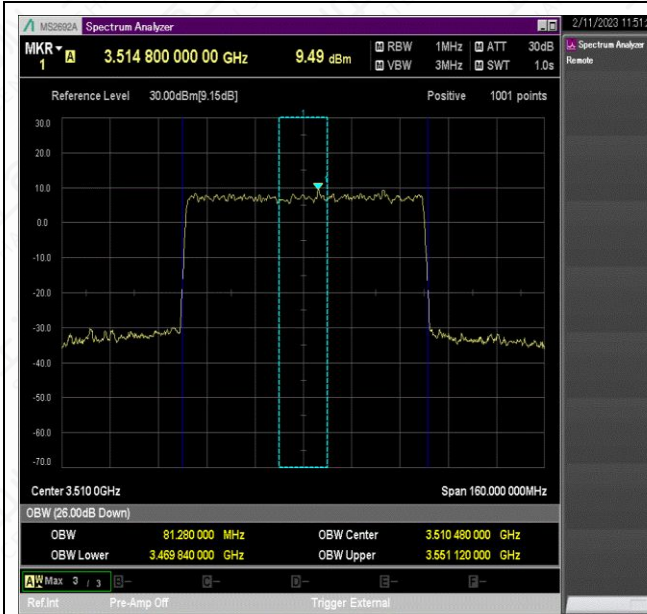 MS2692A Spectrum Analyzer
2/11/2023 11:51:
MKR 1 A 3.514 800 000 00 GHz 9.49 dBm
RBW 1MHz ATT 30dB
VBW 3MHz SWT 1.0s
Spectrum Analyzer
Remote
Reference Level 30.00dBm[9.15dB] Positive 1001 points
30.0
20.0
10.0
0.0
-10.0
-20.0
-30.0
-40.0
-50.0
-60.0
-70.0
1
Center 3.510 0GHz Span 160.000 000MHz
OBW (26.00dB Down)
OBW 81.280 000 MHz OBW Center 3.510 480 000 GHz
OBW Lower 3.469 840 000 GHz OBW Upper 3.551 120 000 GHz
A W Max 3 / 3 B- C- D- E- F-
Ref.Int Pre-Amp Off Trigger External